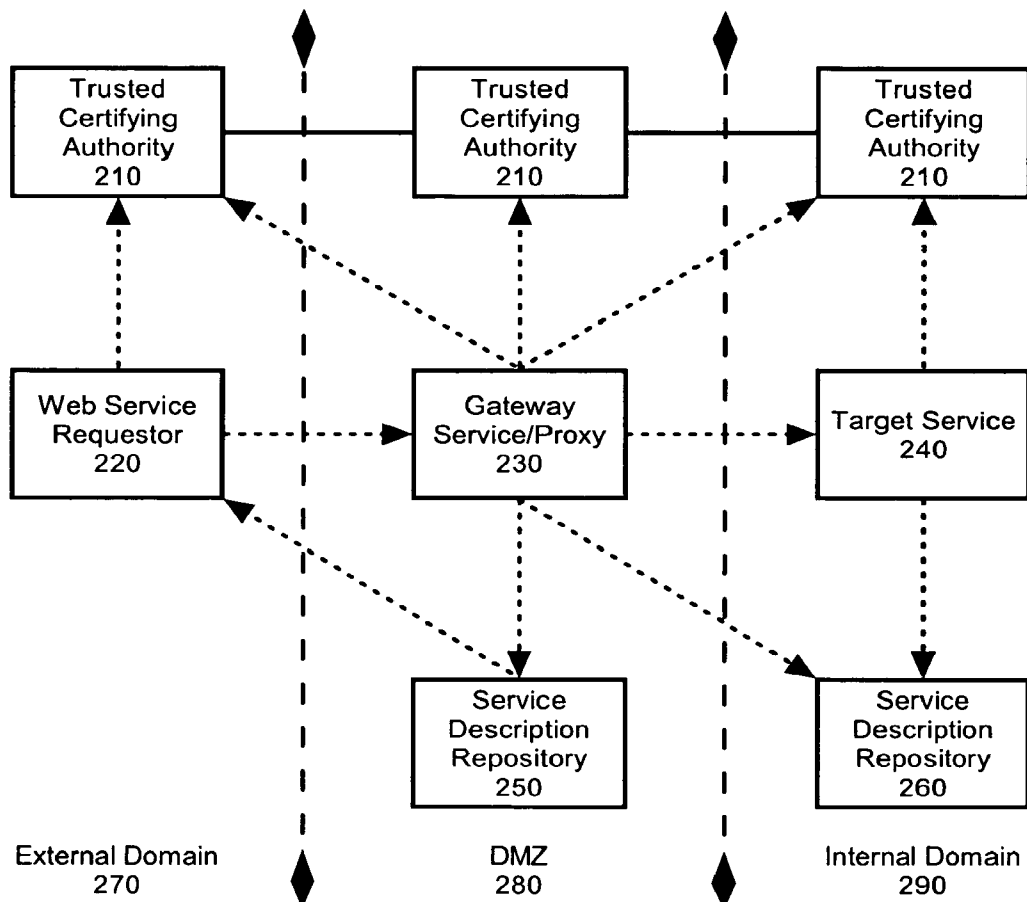 Trusted
Certifying
Authority
210
Trusted
Certifying
Authority
210
Trusted
Certifying
Authority
210
Web Service
Requestor
220
Gateway
Service/Proxy
230
Target Service
240
Service
Description
Repository
250
Service
Description
Repository
260
External Domain
270
DMZ
280
Internal Domain
290